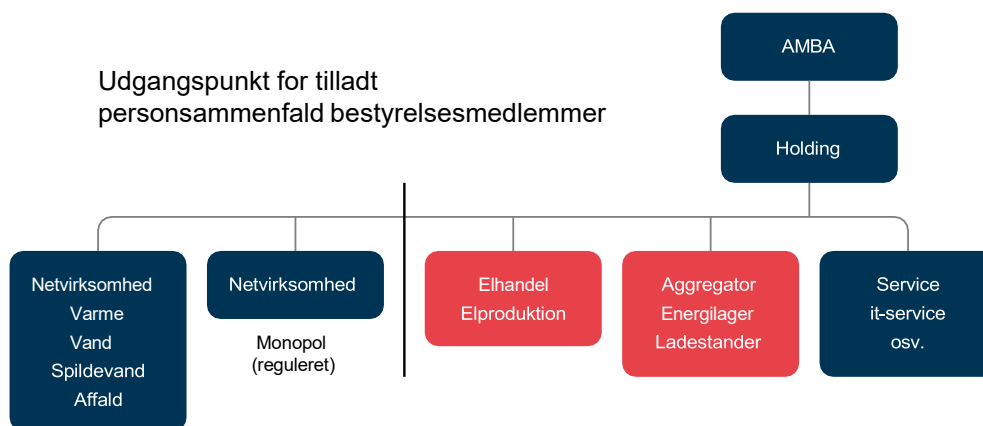 AMBA
Udgangspunkt for tilladt
personsammenfald bestyrelsesmedlemmer
Holding
Netvirksomhed
Varme
Vand
Spildevand
Affald
Netvirksomhed
Monopol
(reguleret)
Elhandel
Elproduktion
Aggregator
Energilager
Ladestander
Service
it-service
osv.